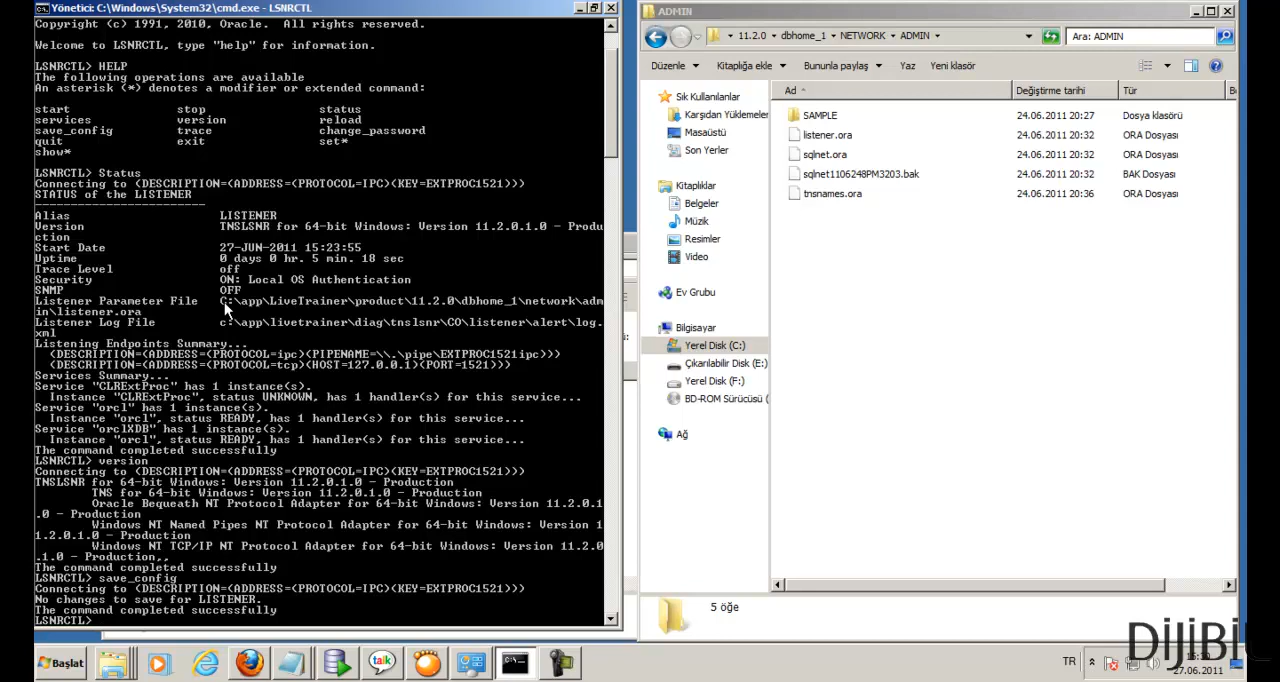 Yönetici: C:\Windows\System32\cmd.exe - LSNRCTL
Copyright (c) 1991, 2010, Oracle.  All rights reserved.
Welcome to LSNRCTL, type "help" for information.
LSNRCTL> HELP
The following operations are available
An asterisk (*) denotes a modifier or extended command:
start stop status
services version reload
save_config trace change_password
quit exit set*
show*
LSNRCTL> Status
Connecting to (DESCRIPTION=(ADDRESS=(PROTOCOL=IPC)(KEY=EXTPROC1521)))
STATUS of the LISTENER
------------------------
Alias LISTENER
Version TNSLSNR for 64-bit Windows: Version 11.2.0.1.0 - Produ
ction
Start Date 27-JUN-2011 15:23:55
Uptime 0 days 0 hr. 5 min. 18 sec
Trace Level off
Security ON: Local OS Authentication
SNMP OFF
Listener Parameter File C:\app\LiveTrainer\product\11.2.0\dbhome_1\network\adm
in\listener.ora
Listener Log File c:\app\livetrainer\diag\tnslsnr\CO\listener\alert\log.
xml
Listening Endpoints Summary...
(DESCRIPTION=(ADDRESS=(PROTOCOL=ipc)(PIPENAME=\\.\pipe\EXTPROC1521ipc)))
(DESCRIPTION=(ADDRESS=(PROTOCOL=tcp)(HOST=127.0.0.1)(PORT=1521)))
Services Summary...
Service "CLRExtProc" has 1 instance(s).
Instance "CLRExtProc", status UNKNOWN, has 1 handler(s) for this service...
Service "orcl" has 1 instance(s).
Instance "orcl", status READY, has 1 handler(s) for this service...
Service "orclXDB" has 1 instance(s).
Instance "orcl", status READY, has 1 handler(s) for this service...
The command completed successfully
LSNRCTL> version
Connecting to (DESCRIPTION=(ADDRESS=(PROTOCOL=IPC)(KEY=EXTPROC1521)))
TNSLSNR for 64-bit Windows: Version 11.2.0.1.0 - Production
TNS for 64-bit Windows: Version 11.2.0.1.0 - Production
Oracle Bequeath NT Protocol Adapter for 64-bit Windows: Version 11.2.0.1
.0 - Production
Windows NT Named Pipes NT Protocol Adapter for 64-bit Windows: Version 1
1.2.0.1.0 - Production
Windows NT TCP/IP NT Protocol Adapter for 64-bit Windows: Version 11.2.0
.1.0 - Production,,
The command completed successfully
LSNRCTL> save_config
Connecting to (DESCRIPTION=(ADDRESS=(PROTOCOL=IPC)(KEY=EXTPROC1521)))
No changes to save for LISTENER.
The command completed successfully
LSNRCTL>
ADMIN
11.2.0 dbhome_1 NETWORK ADMIN
Ara: ADMIN
Düzenle Kitaplığa ekle Bununla paylaş Yaz Yeni klasör
Sık Kullanılanlar
Karşıdan Yüklemeler
Masaüstü
Son Yerler
Kitaplıklar
Belgeler
Müzik
Resimler
Video
Ev Grubu
Bilgisayar
Yerel Disk (C:)
Çıkarılabilir Disk (E:)
Yerel Disk (F:)
BD-ROM Sürücüsü (
Ağ
Ad Değiştirme tarihi Tür
SAMPLE 24.06.2011 20:27 Dosya klasörü
listener.ora 24.06.2011 20:32 ORA Dosyası
sqlnet.ora 24.06.2011 20:32 ORA Dosyası
sqlnet1106248PM3203.bak 24.06.2011 20:32 BAK Dosyası
tnsnames.ora 24.06.2011 20:36 ORA Dosyası
5 öğe
Başlat
talk
TR
27.06.2011
DİJİBİL